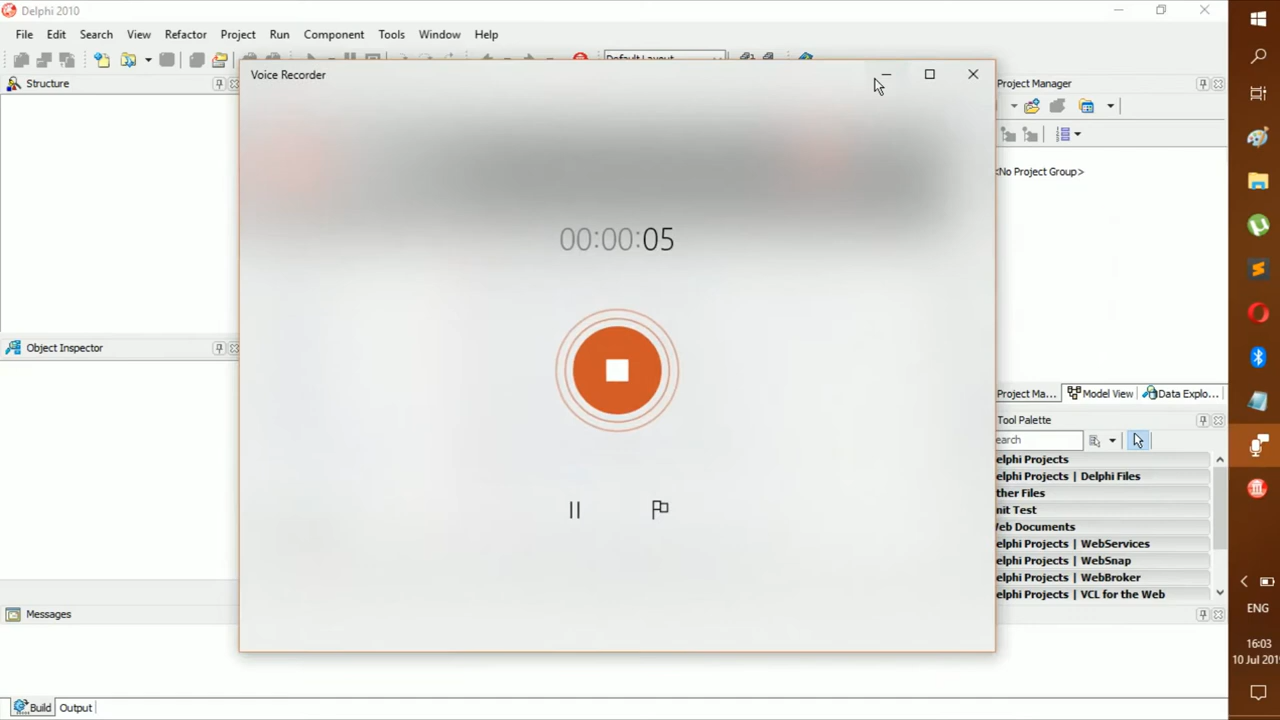 Delphi 2010
File Edit Search View Refactor Project Run Component Tools Window Help
Default Layout
Structure
Voice Recorder
Project Manager
<No Project Group>
00:00:05
Object Inspector
Project Ma... Model View Data Explo...
Tool Palette
earch
elphi Projects
elphi Projects | Delphi Files
ther Files
nit Test
eb Documents
elphi Projects | WebServices
elphi Projects | WebSnap
elphi Projects | WebBroker
elphi Projects | VCL for the Web
Messages
Build Output
ENG
16:03
10 Jul 201